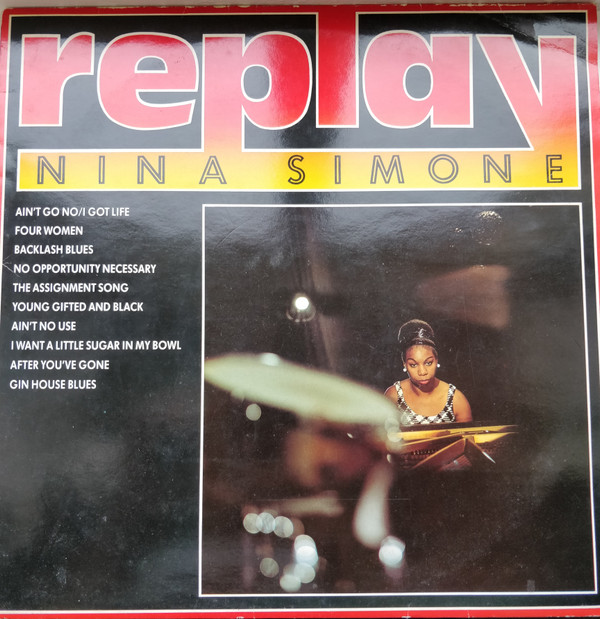 replay
NINA SIMONE
AIN'T GO NO/I GOT LIFE
FOUR WOMEN
BACKLASH BLUES
NO OPPORTUNITY NECESSARY
THE ASSIGNMENT SONG
YOUNG GIFTED AND BLACK
AIN'T NO USE
I WANT A LITTLE SUGAR IN MY BOWL
AFTER YOU'VE GONE
GIN HOUSE BLUES